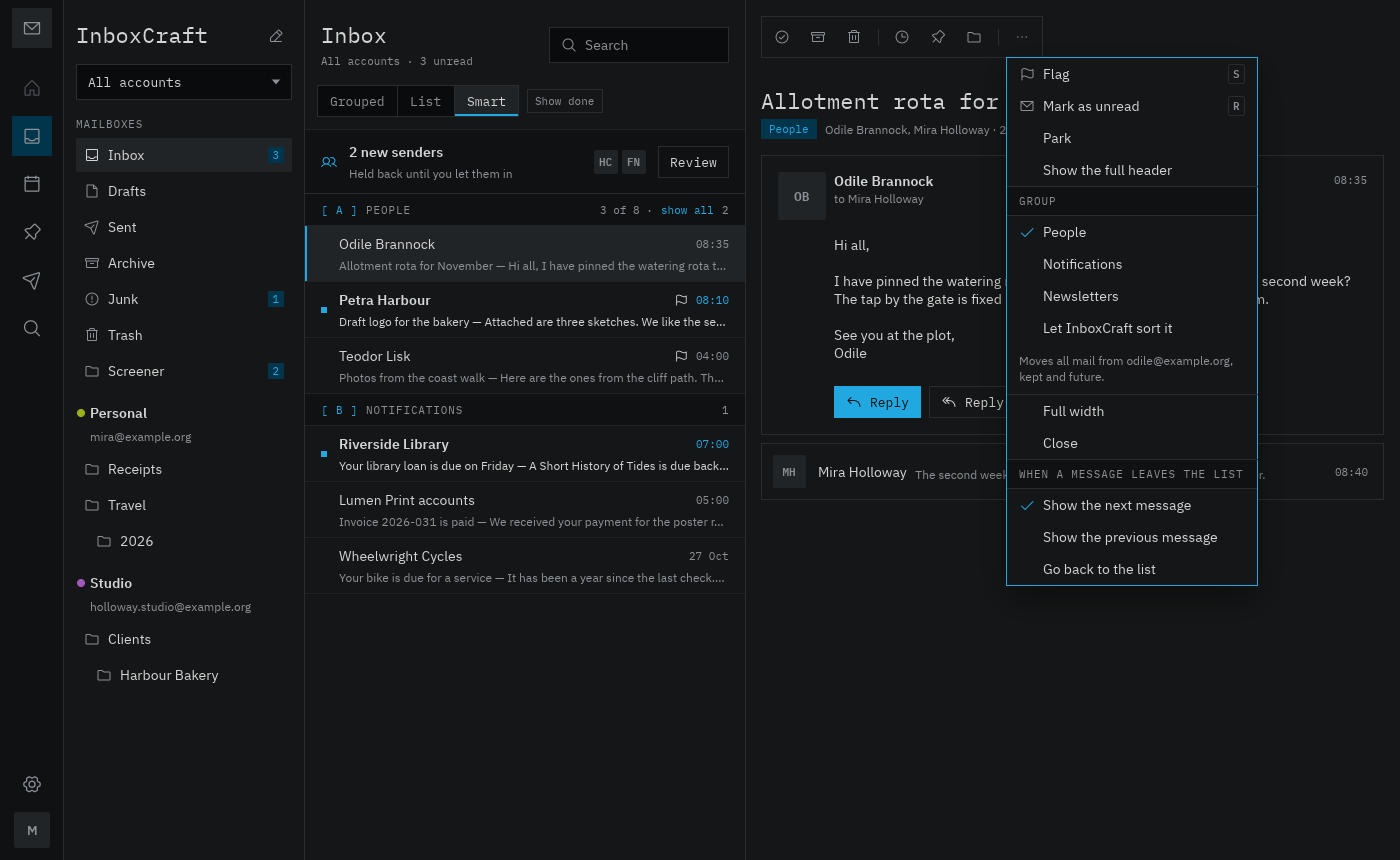 InboxCraft
All accounts
MAILBOXES
Inbox 3
Drafts
Sent
Archive
Junk 1
Trash
Screener 2
Personal
mira@example.org
Receipts
Travel
2026
Studio
holloway.studio@example.org
Clients
Harbour Bakery
M
Inbox
All accounts · 3 unread
Search
Grouped List Smart Show done
2 new senders
Held back until you let them in
HC FN Review
[ A ] PEOPLE 3 of 8 · show all 2
Odile Brannock 08:35
Allotment rota for November — Hi all, I have pinned the watering rota t…
Petra Harbour 08:10
Draft logo for the bakery — Attached are three sketches. We like the se…
Teodor Lisk 04:00
Photos from the coast walk — Here are the ones from the cliff path. Th…
[ B ] NOTIFICATIONS 1
Riverside Library 07:00
Your library loan is due on Friday — A Short History of Tides is due back…
Lumen Print accounts 05:00
Invoice 2026-031 is paid — We received your payment for the poster r…
Wheelwright Cycles 27 Oct
Your bike is due for a service — It has been a year since the last check.…
Allotment rota for
People Odile Brannock, Mira Holloway · 2
OB
Odile Brannock 08:35
to Mira Holloway
Hi all,
I have pinned the watering second week?
The tap by the gate is fixed
See you at the plot,
Odile
Reply Reply
MH Mira Holloway The second week 08:40
Flag S
Mark as unread R
Park
Show the full header
GROUP
People
Notifications
Newsletters
Let InboxCraft sort it
Moves all mail from odile@example.org,
kept and future.
Full width
Close
WHEN A MESSAGE LEAVES THE LIST
Show the next message
Show the previous message
Go back to the list